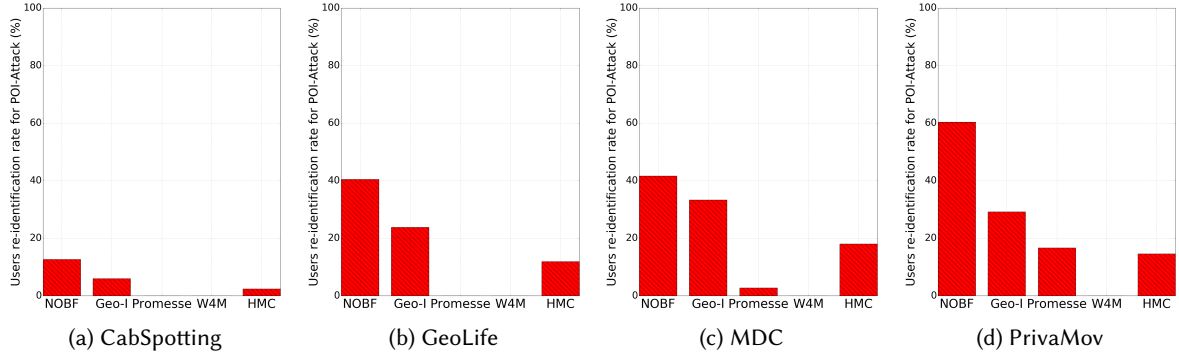 Users re-identification rate for POI-Attack (%)
100
80
60
40
20
0
NOBF Geo-I Promesse W4M HMC
(a) CabSpotting
Users re-identification rate for POI-Attack (%)
100
80
60
40
20
0
NOBF Geo-I Promesse W4M HMC
(b) GeoLife
Users re-identification rate for POI-Attack (%)
100
80
60
40
20
0
NOBF Geo-I Promesse W4M HMC
(c) MDC
Users re-identification rate for POI-Attack (%)
100
80
60
40
20
0
NOBF Geo-I Promesse W4M HMC
(d) PrivaMov